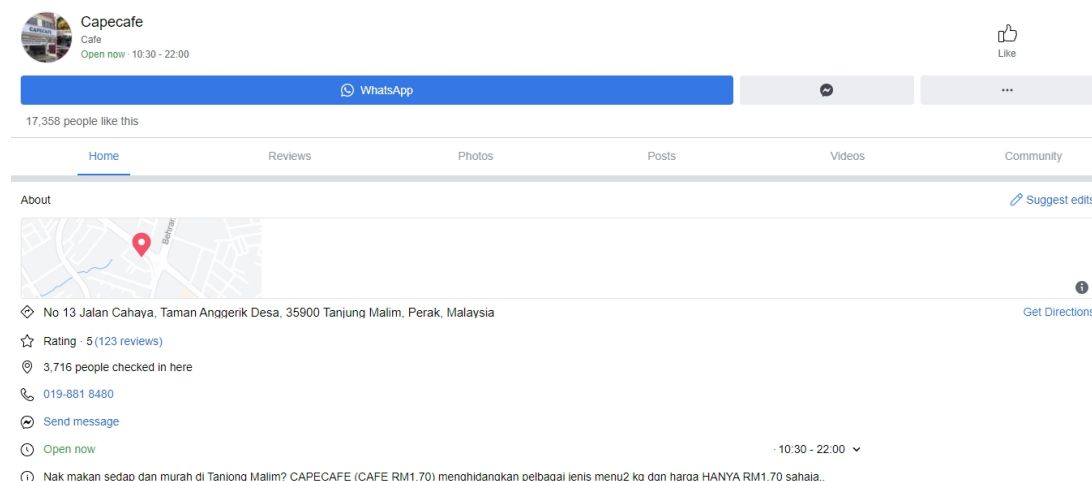 Capecafe
Cafe
Open now · 10:30 - 22:00
Like
WhatsApp
17,358 people like this
Home Reviews Photos Posts Videos Community
About
Suggest edits
Behran
No 13 Jalan Cahaya, Taman Anggerik Desa, 35900 Tanjung Malim, Perak, Malaysia Get Directions
Rating · 5 (123 reviews)
3,716 people checked in here
019-881 8480
Send message
Open now · 10:30 - 22:00
Nak makan sedap dan murah di Tanjong Malim? CAPECAFE (CAFE RM1.70) menghidangkan pelbagai jenis menu2 kg dgn harga HANYA RM1.70 sahaja..